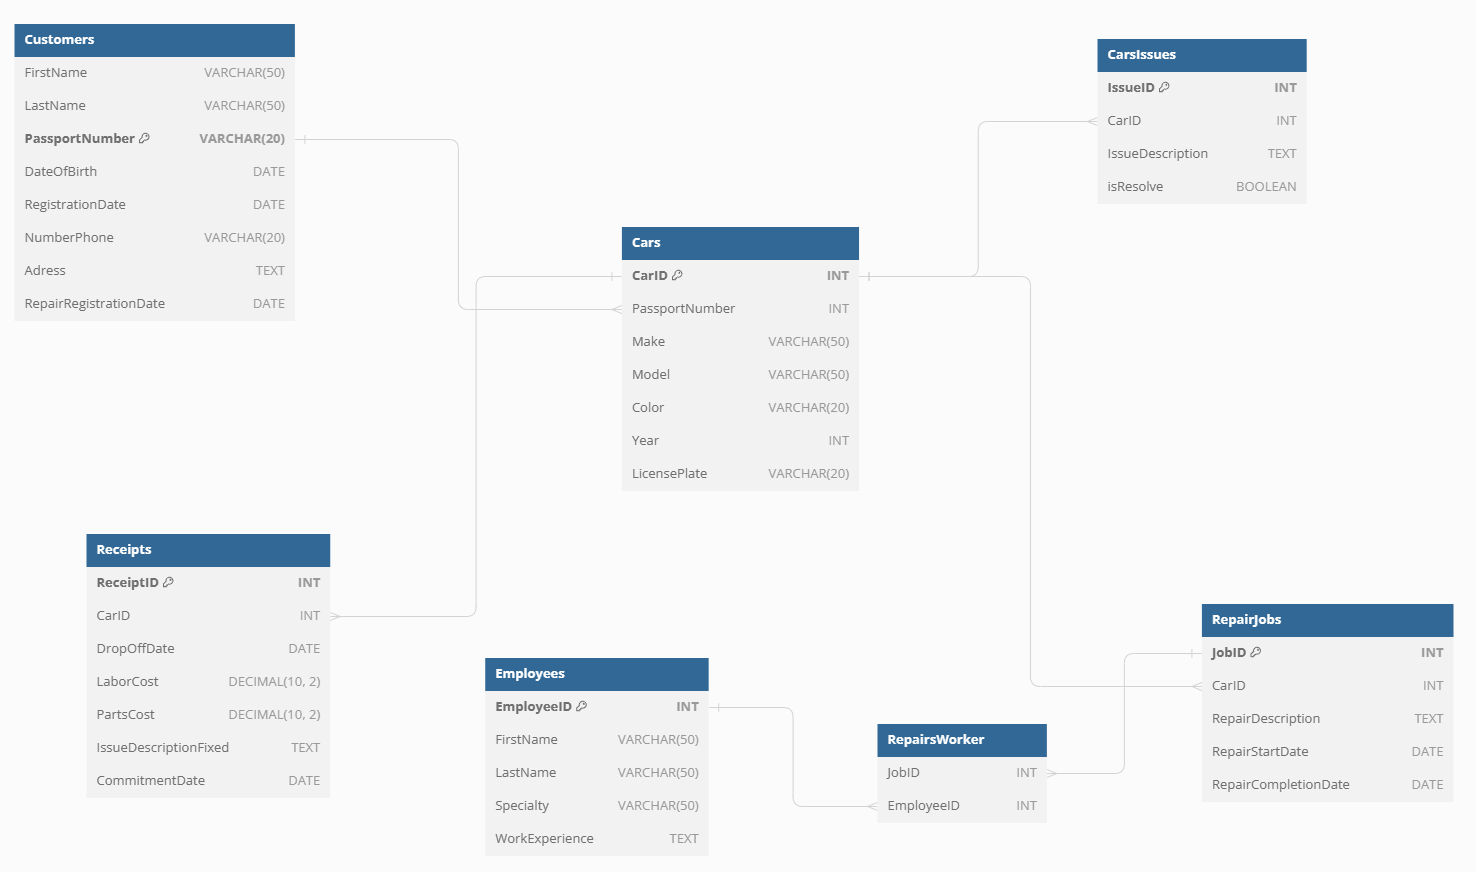 Customers
FirstName VARCHAR(50)
LastName VARCHAR(50)
PassportNumber VARCHAR(20)
DateOfBirth DATE
RegistrationDate DATE
NumberPhone VARCHAR(20)
Adress TEXT
RepairRegistrationDate DATE
CarsIssues
IssueID INT
CarID INT
IssueDescription TEXT
isResolve BOOLEAN
Cars
CarID INT
PassportNumber INT
Make VARCHAR(50)
Model VARCHAR(50)
Color VARCHAR(20)
Year INT
LicensePlate VARCHAR(20)
Receipts
ReceiptID INT
CarID INT
DropOffDate DATE
LaborCost DECIMAL(10, 2)
PartsCost DECIMAL(10, 2)
IssueDescriptionFixed TEXT
CommitmentDate DATE
Employees
EmployeeID INT
FirstName VARCHAR(50)
LastName VARCHAR(50)
Specialty VARCHAR(50)
WorkExperience TEXT
RepairsWorker
JobID INT
EmployeeID INT
RepairJobs
JobID INT
CarID INT
RepairDescription TEXT
RepairStartDate DATE
RepairCompletionDate DATE